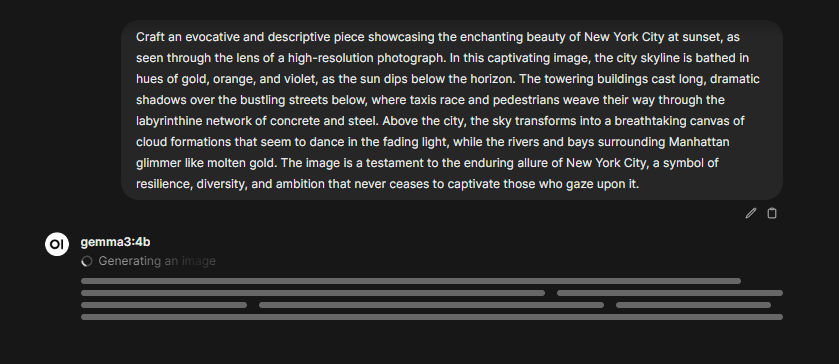 Craft an evocative and descriptive piece showcasing the enchanting beauty of New York City at sunset, as
seen through the lens of a high-resolution photograph. In this captivating image, the city skyline is bathed in
hues of gold, orange, and violet, as the sun dips below the horizon. The towering buildings cast long, dramatic
shadows over the bustling streets below, where taxis race and pedestrians weave their way through the
labyrinthine network of concrete and steel. Above the city, the sky transforms into a breathtaking canvas of
cloud formations that seem to dance in the fading light, while the rivers and bays surrounding Manhattan
glimmer like molten gold. The image is a testament to the enduring allure of New York City, a symbol of
resilience, diversity, and ambition that never ceases to captivate those who gaze upon it.
OI
gemma3:4b
Generating an image